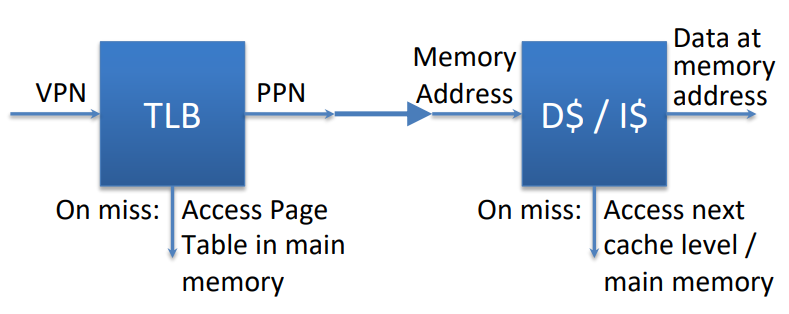 VPN
TLB
PPN
Memory
Address
D$ / I$
Data at
memory
address
On miss:
Access Page
Table in main
memory
On miss:
Access next
cache level /
main memory